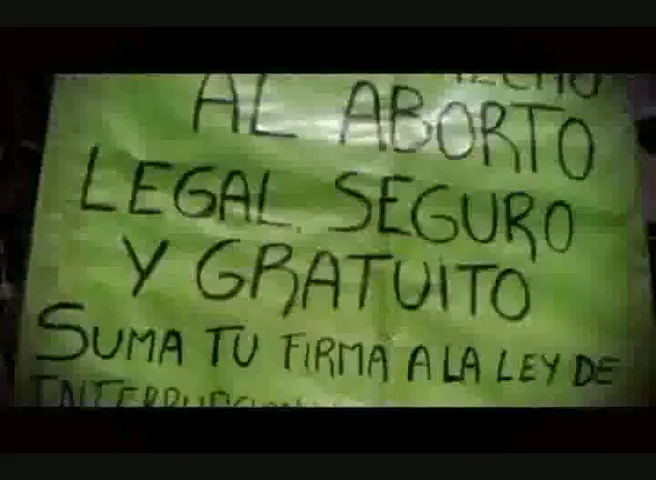 AL ABORTO
LEGAL, SEGURO
Y GRATUITO
SUMA TU FIRMA A LA LEY DE